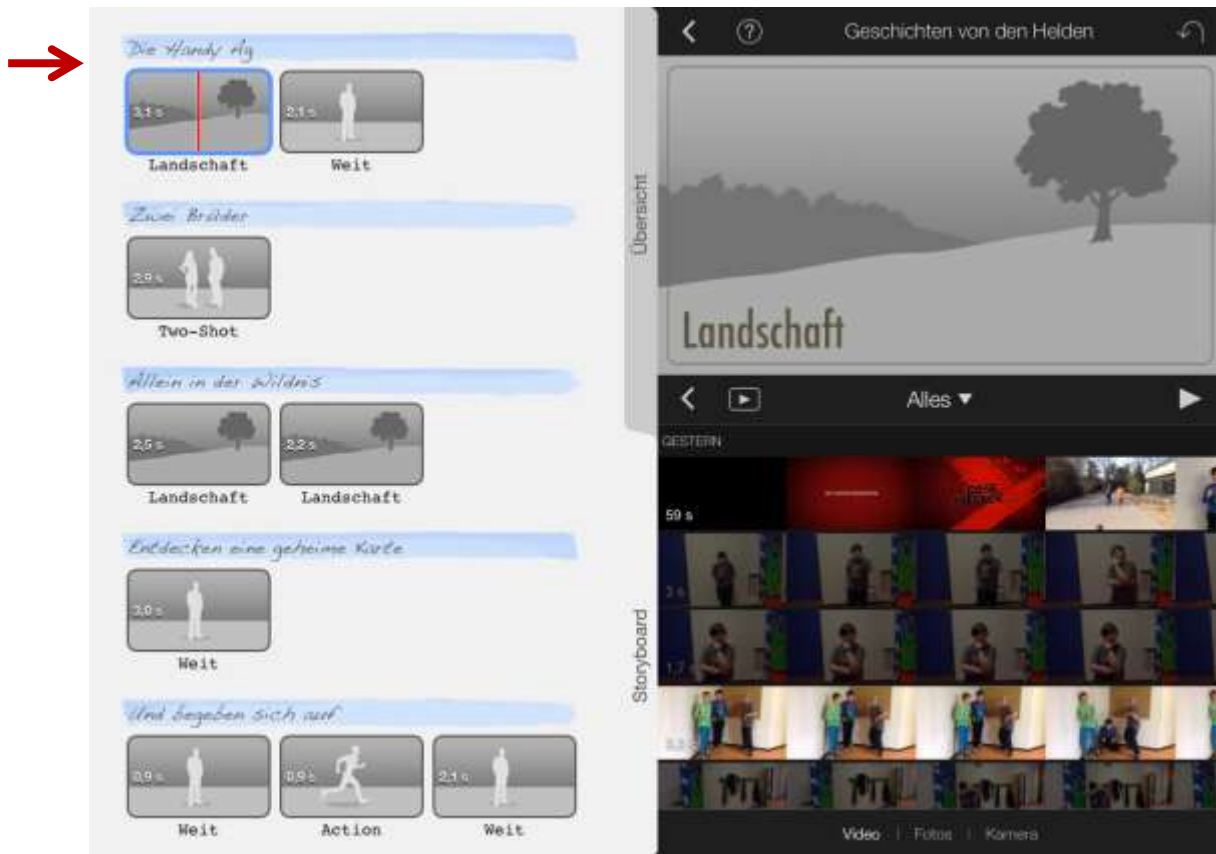 Die Handy Ag
3,1 s
2,1 s
Landschaft
Weit
Zwei Brüder
2,9 s
Two-Shot
Allein in der Wildnis
2,5 s
2,2 s
Landschaft
Landschaft
Entdecken eine geheime Karte
3,0 s
Weit
Und begeben sich auf
0,9 s
0,9 s
2,1 s
Weit
Action
Weit
Übersicht
Storyboard
Geschichten von den Helden
Landschaft
Alles
GESTERN
59 s
3 s
1,7 s
Video | Fotos | Kamera